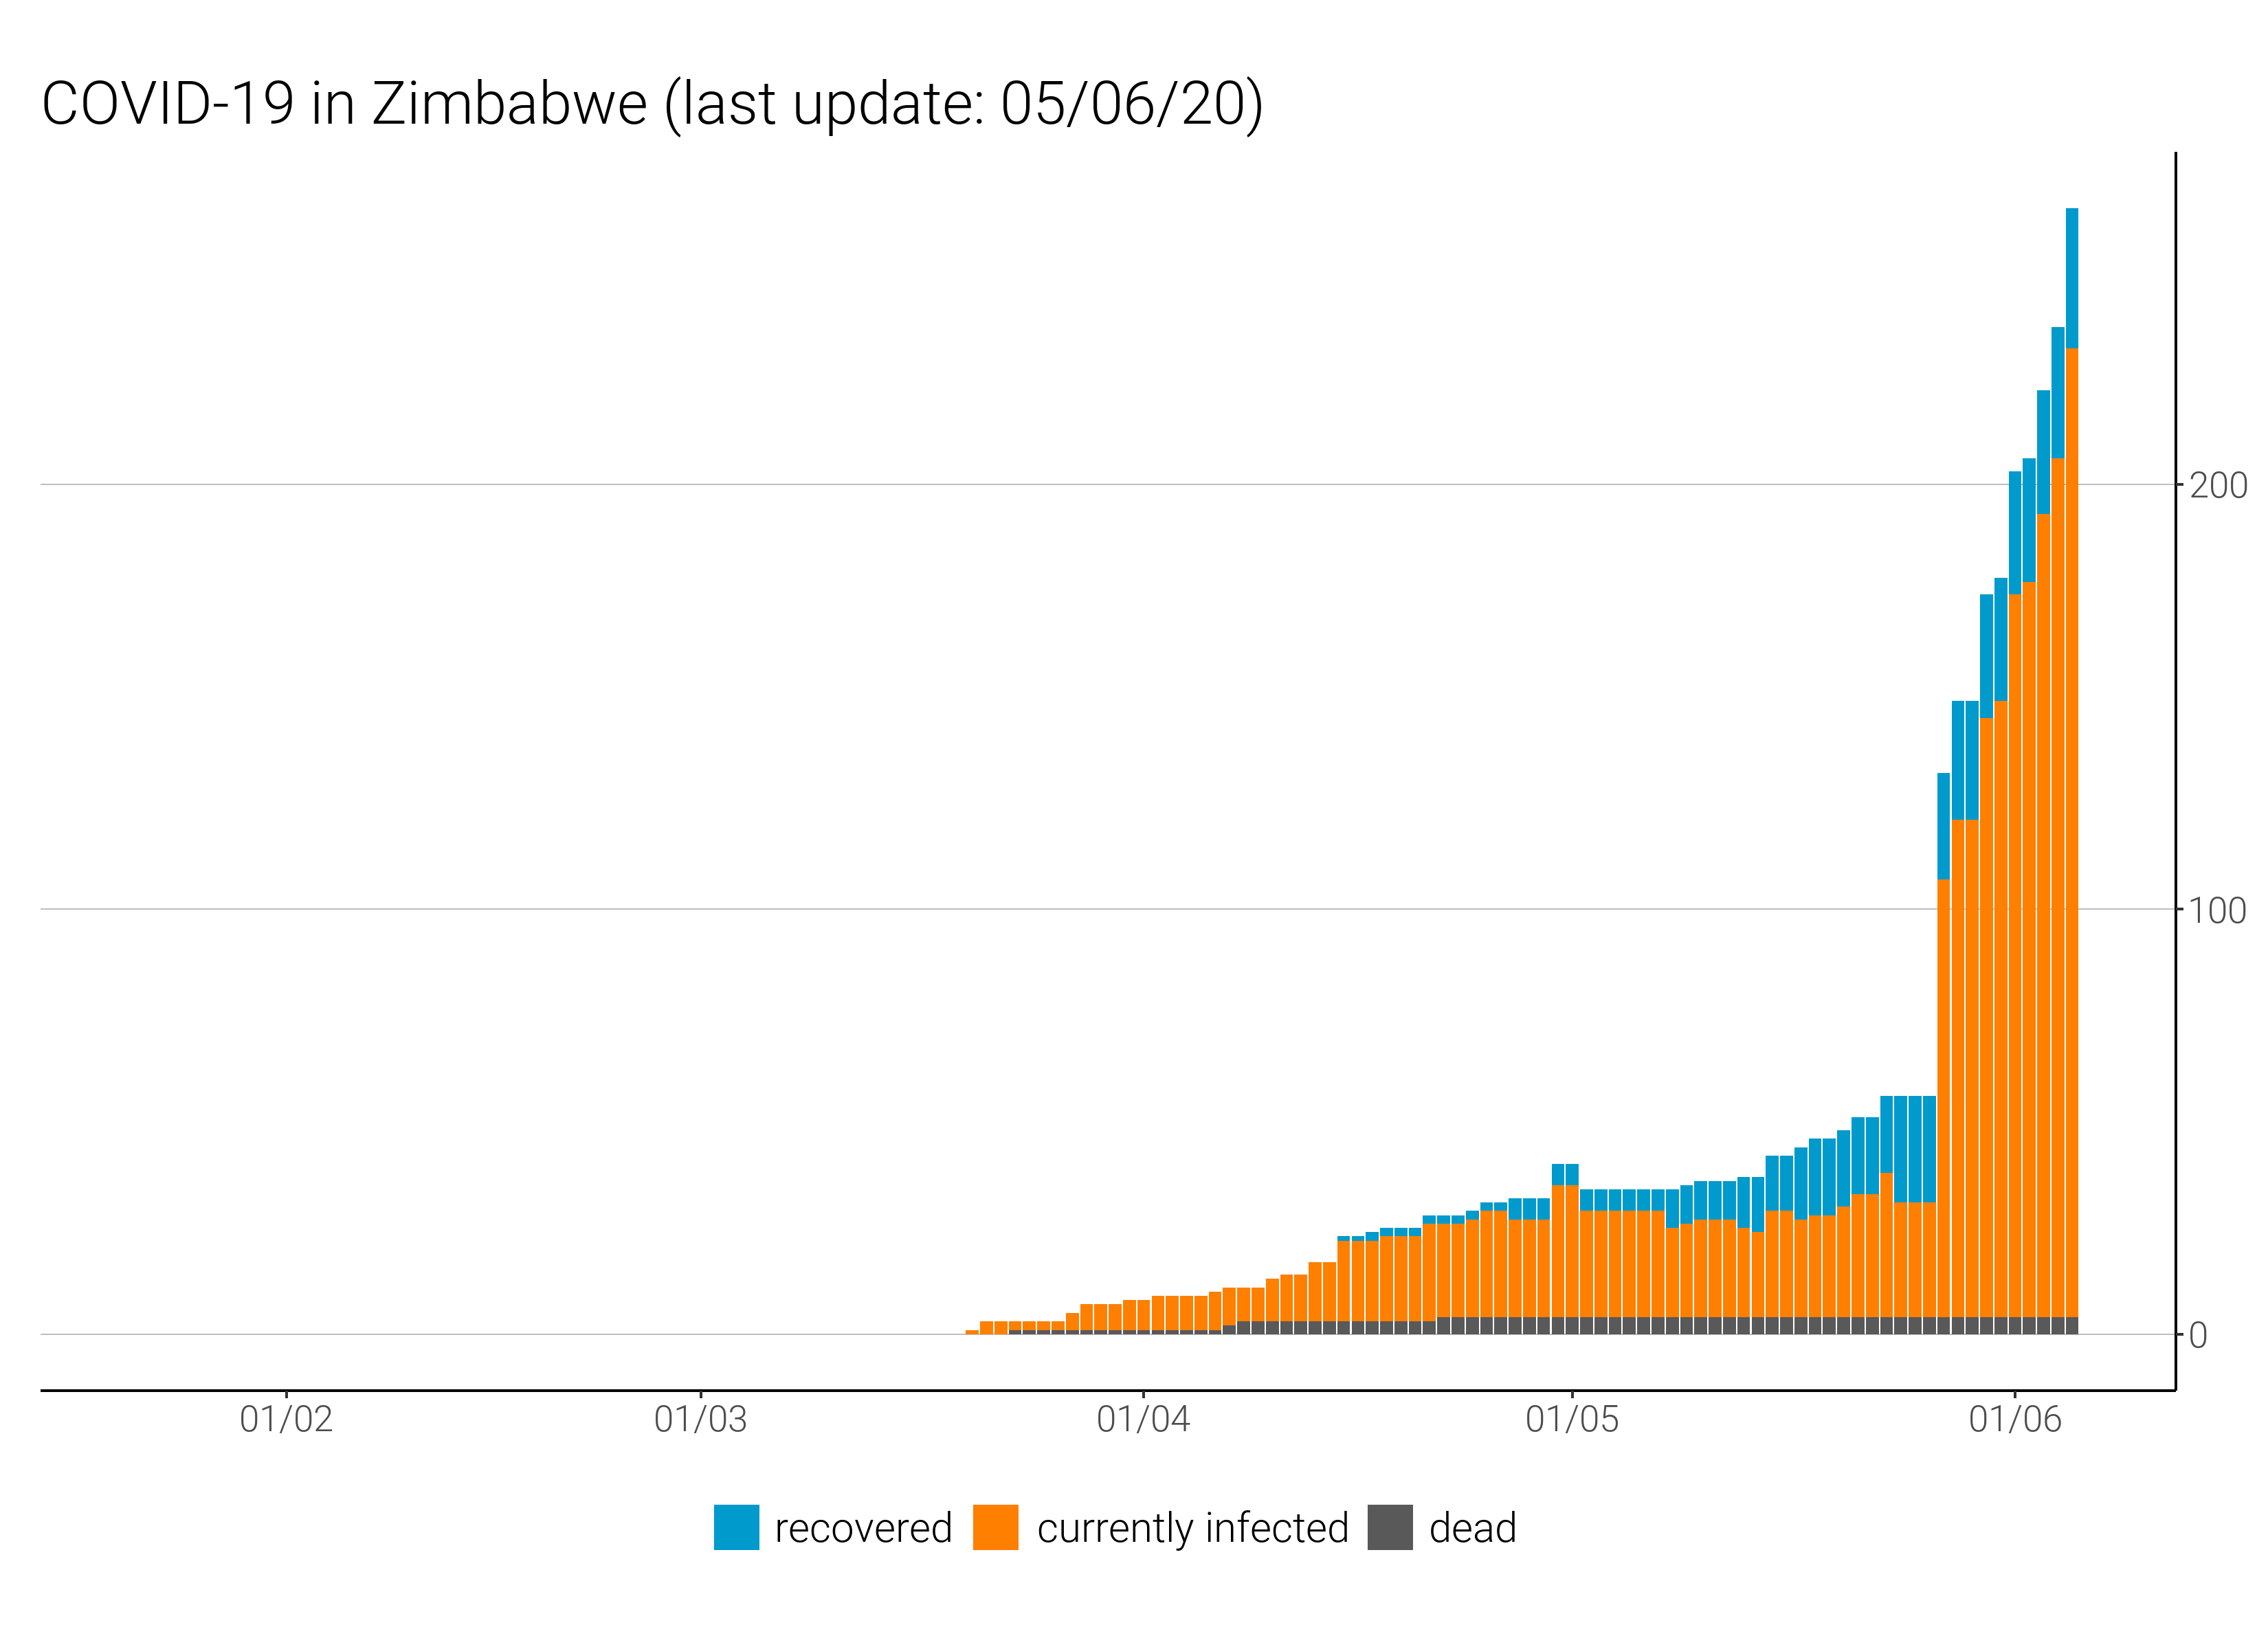 COVID-19 in Zimbabwe (last update: 05/06/20)
200
100
0
01/02 01/03 01/04 01/05 01/06
recovered currently infected dead